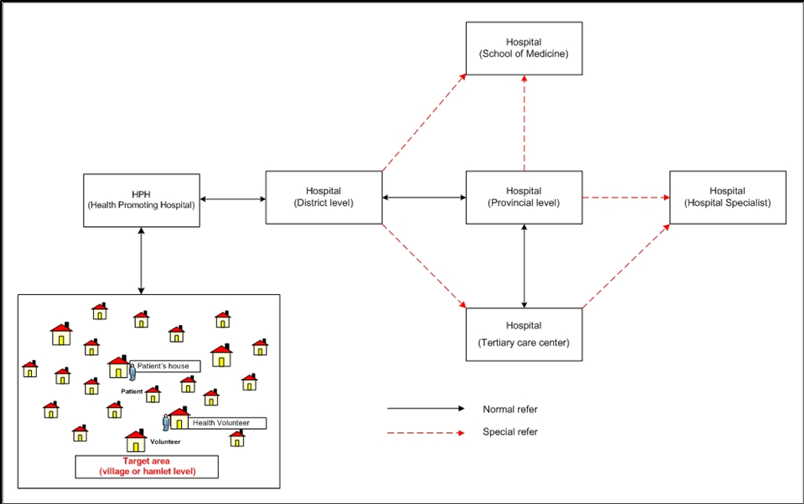 Hospital
(School of Medicine)
HPH
(Health Promoting Hospital)
Hospital
(District level)
Hospital
(Provincial level)
Hospital
(Hospital Specialist)
Hospital
(Tertiary care center)
Patient's house
Patient
Health Volunteer
Volunteer
Target area
(village or hamlet level)
Normal refer
Special refer